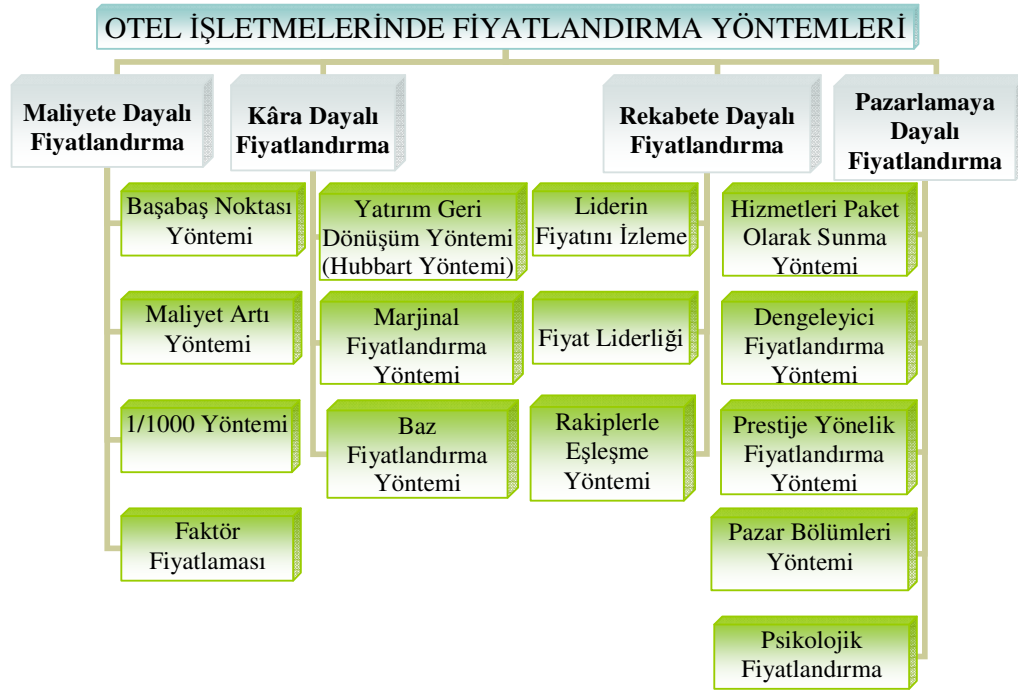 OTEL İŞLETMELERİNDE FİYATLANDIRMA YÖNTEMLERİ
Maliyete Dayalı
Fiyatlandırma
Kâra Dayalı
Fiyatlandırma
Rekabete Dayalı
Fiyatlandırma
Pazarlamaya
Dayalı
Fiyatlandırma
Başabaş Noktası
Yöntemi
Maliyet Artı
Yöntemi
1/1000 Yöntemi
Faktör
Fiyatlaması
Yatırım Geri
Dönüşüm Yöntemi
(Hubbart Yöntemi)
Marjinal
Fiyatlandırma
Yöntemi
Baz
Fiyatlandırma
Yöntemi
Liderin
Fiyatını İzleme
Fiyat Liderliği
Rakiplerle
Eşleşme
Yöntemi
Hizmetleri Paket
Olarak Sunma
Yöntemi
Dengeleyici
Fiyatlandırma
Yöntemi
Prestije Yönelik
Fiyatlandırma
Yöntemi
Pazar Bölümleri
Yöntemi
Psikolojik
Fiyatlandırma